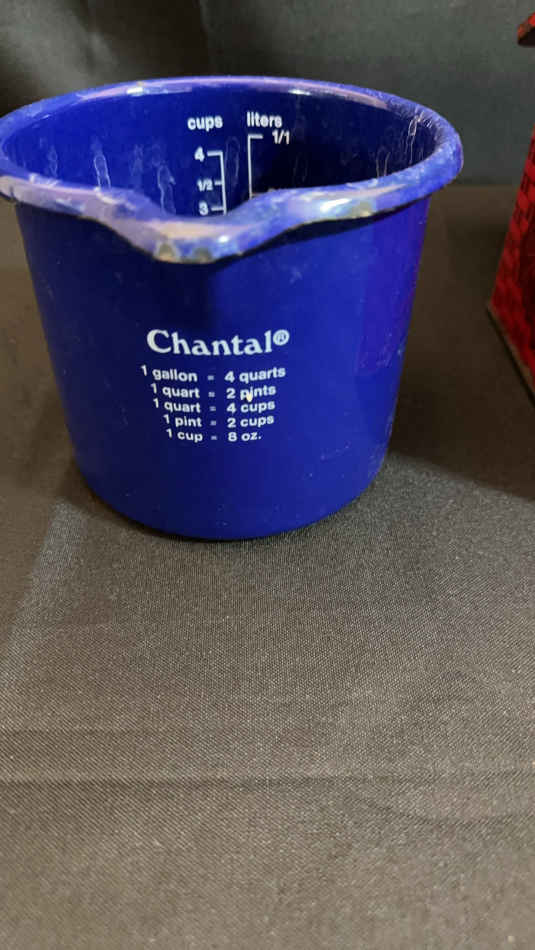 cups liters
1/1
4
1/2
3
Chantal®
1 gallon = 4 quarts
1 quart = 2 pints
1 quart = 4 cups
1 pint = 2 cups
1 cup = 8 oz.